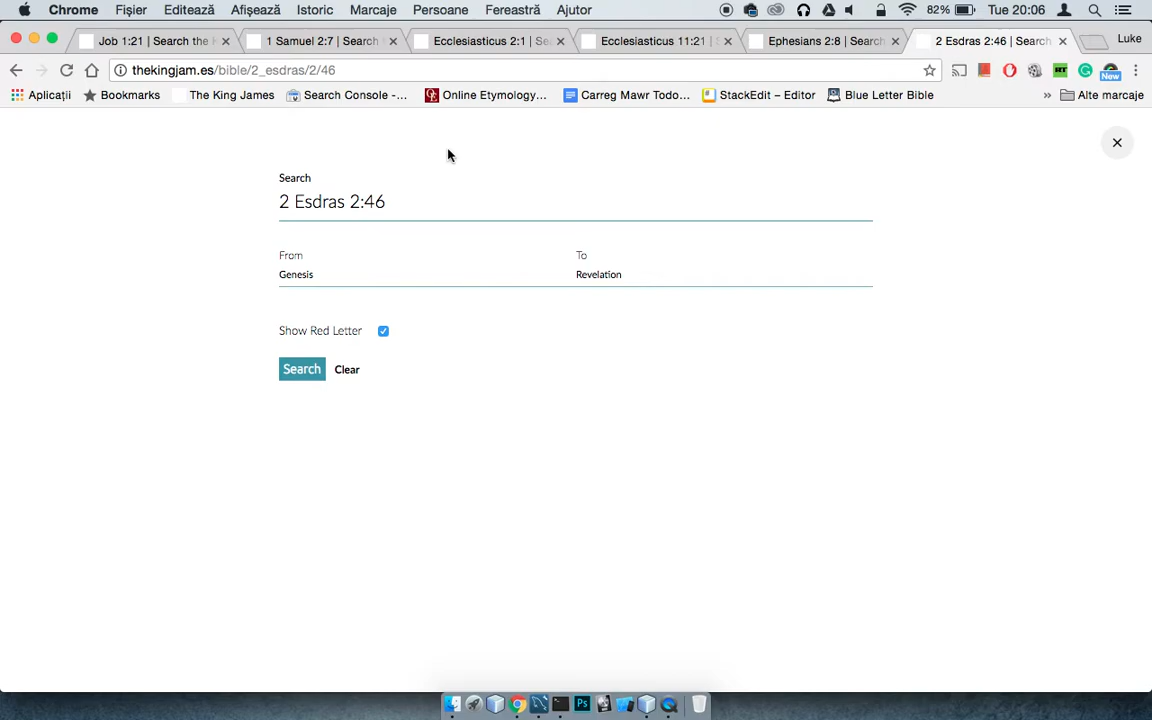 Chrome Fișier Editează Afișează Istoric Marcaje Persoane Fereastră Ajutor 82% Tue 20:06
Job 1:21 | Search the 1 Samuel 2:7 | Search Ecclesiasticus 2:1 | Sea Ecclesiasticus 11:21 | S Ephesians 2:8 | Search 2 Esdras 2:46 | Search Luke
thekingjam.es/bible/2_esdras/2/46
New
Aplicații Bookmarks The King James Search Console -... Online Etymology... Carreg Mawr Todo... StackEdit – Editor Blue Letter Bible » Alte marcaje
Search
2 Esdras 2:46
From To
Genesis Revelation
Show Red Letter
Search Clear